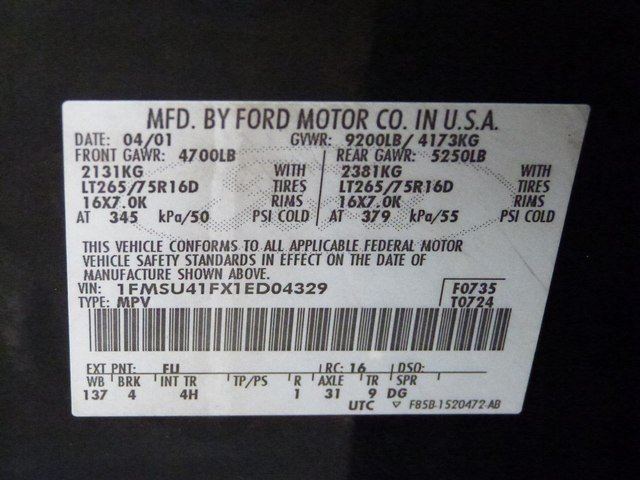 MFD. BY FORD MOTOR CO. IN U.S.A.
DATE: 04/01 GVWR: 9200LB/ 4173KG
FRONT GAWR: 4700LB REAR GAWR: 5250LB
2131KG WITH 2381KG WITH
LT265/75R16D TIRES LT265/75R16D TIRES
16X7.0K RIMS 16X7.0K RIMS
AT 345 kPa/50 PSI COLD AT 379 kPa/55 PSI COLD
THIS VEHICLE CONFORMS TO ALL APPLICABLE FEDERAL MOTOR
VEHICLE SAFETY STANDARDS IN EFFECT ON THE DATE OF
MANUFACTURE SHOWN ABOVE.
VIN: 1FMSU41FX1ED04329 F0735
TYPE: MPV T0724
EXT PNT: FU RC: 16 DSO:
WB BRK INT TR TP/PS R AXLE TR SPR
137 4 4H 1 31 9 DG
UTC ▽ F85B-1520472-AB